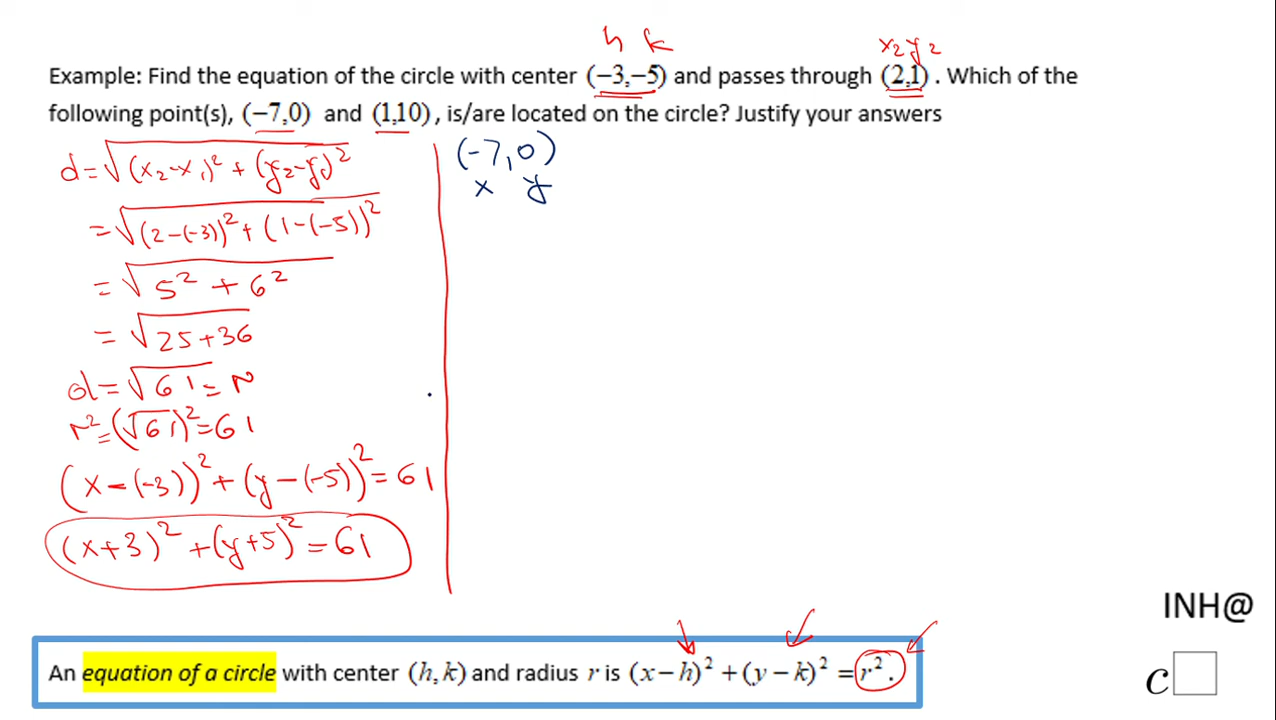 h k
x2 y2
Example: Find the equation of the circle with center (−3,−5) and passes through (2,1). Which of the
following point(s), (−7,0) and (1,10), is/are located on the circle? Justify your answers
d=√(x2-x1)² + (y2-y1)²
=√(2-(-3))² + (1-(-5))²
=√5² + 6²
=√25+36
d=√61=r
r²=(√61)²=61
(x-(-3))²+(y-(-5))²=61
(x+3)²+(y+5)²=61
(-7,0)
x y
INH@
An equation of a circle with center (h,k) and radius r is (x−h)² +(y−k)² =r².
c